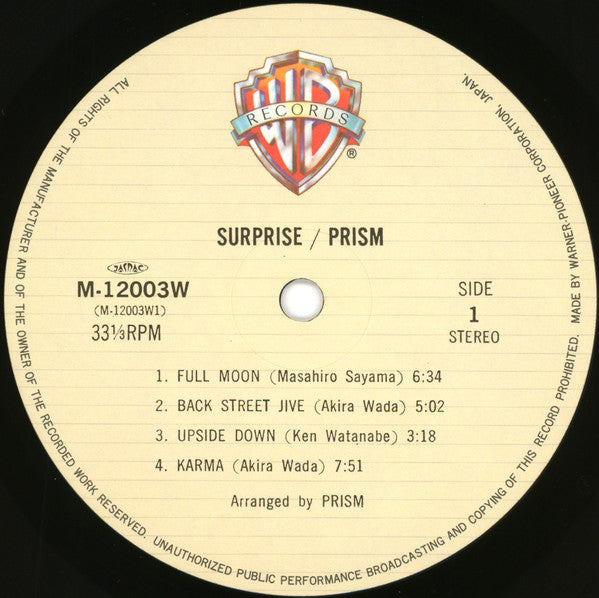 WB
RECORDS
®
SURPRISE / PRISM
JASRAC
M-12003W
(M-12003W1)
33⅓RPM
SIDE
1
STEREO
1. FULL MOON (Masahiro Sayama) 6:34
2. BACK STREET JIVE (Akira Wada) 5:02
3. UPSIDE DOWN (Ken Watanabe) 3:18
4. KARMA (Akira Wada) 7:51
Arranged by PRISM
ALL RIGHTS OF THE MANUFACTURER AND OF THE OWNER OF THE RECORDED WORK RESERVED. UNAUTHORIZED PUBLIC PERFORMANCE BROADCASTING AND COPYING OF THIS RECORD PROHIBITED. MADE BY WARNER-PIONEER CORPORATION, JAPAN.